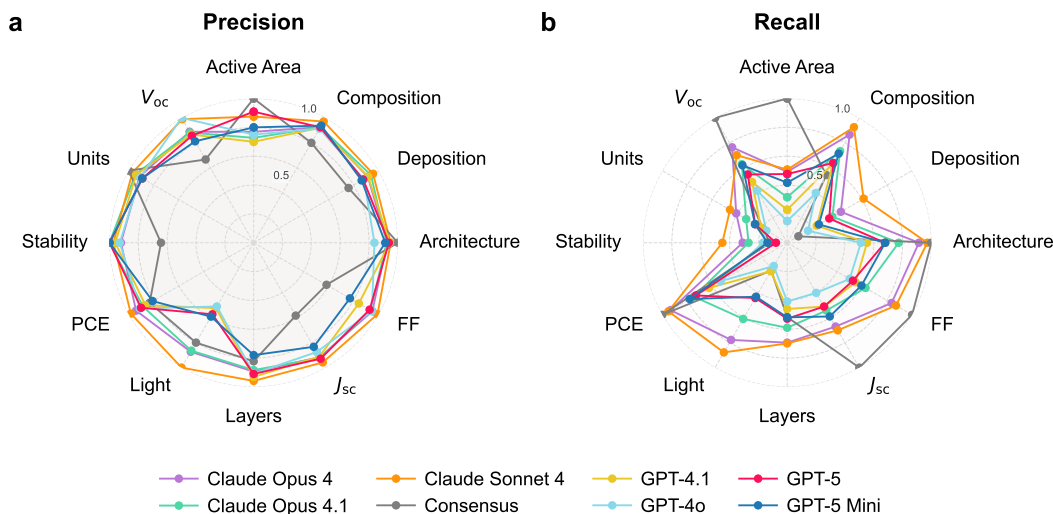 a
Precision
Active Area
Composition
Deposition
Architecture
FF
Jsc
Layers
Light
PCE
Stability
Units
Voc
1.0
0.5
b
Recall
Active Area
Composition
Deposition
Architecture
FF
Jsc
Layers
Light
PCE
Stability
Units
Voc
1.0
0.5
Claude Opus 4
Claude Sonnet 4
GPT-4.1
GPT-5
Claude Opus 4.1
Consensus
GPT-4o
GPT-5 Mini